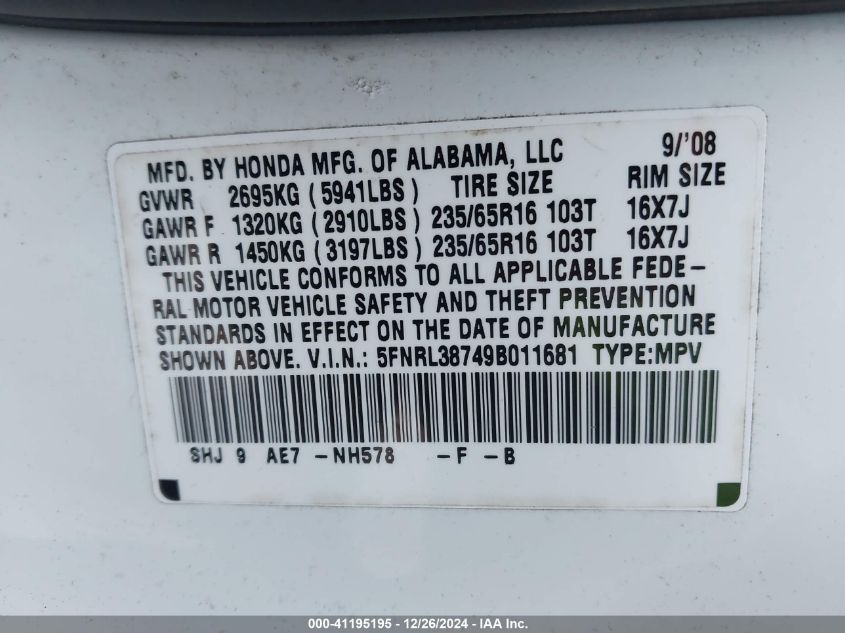 MFD. BY HONDA MFG. OF ALABAMA, LLC 9/'08
GVWR 2695KG (5941LBS) TIRE SIZE RIM SIZE
GAWR F 1320KG (2910LBS) 235/65R16 103T 16X7J
GAWR R 1450KG (3197LBS) 235/65R16 103T 16X7J
THIS VEHICLE CONFORMS TO ALL APPLICABLE FEDE-
RAL MOTOR VEHICLE SAFETY AND THEFT PREVENTION
STANDARDS IN EFFECT ON THE DATE OF MANUFACTURE
SHOWN ABOVE. V.I.N.: 5FNRL38749B011681 TYPE:MPV
SHJ 9 AE7 -NH578 -F -B
000-41195195 - 12/26/2024 - IAA Inc.